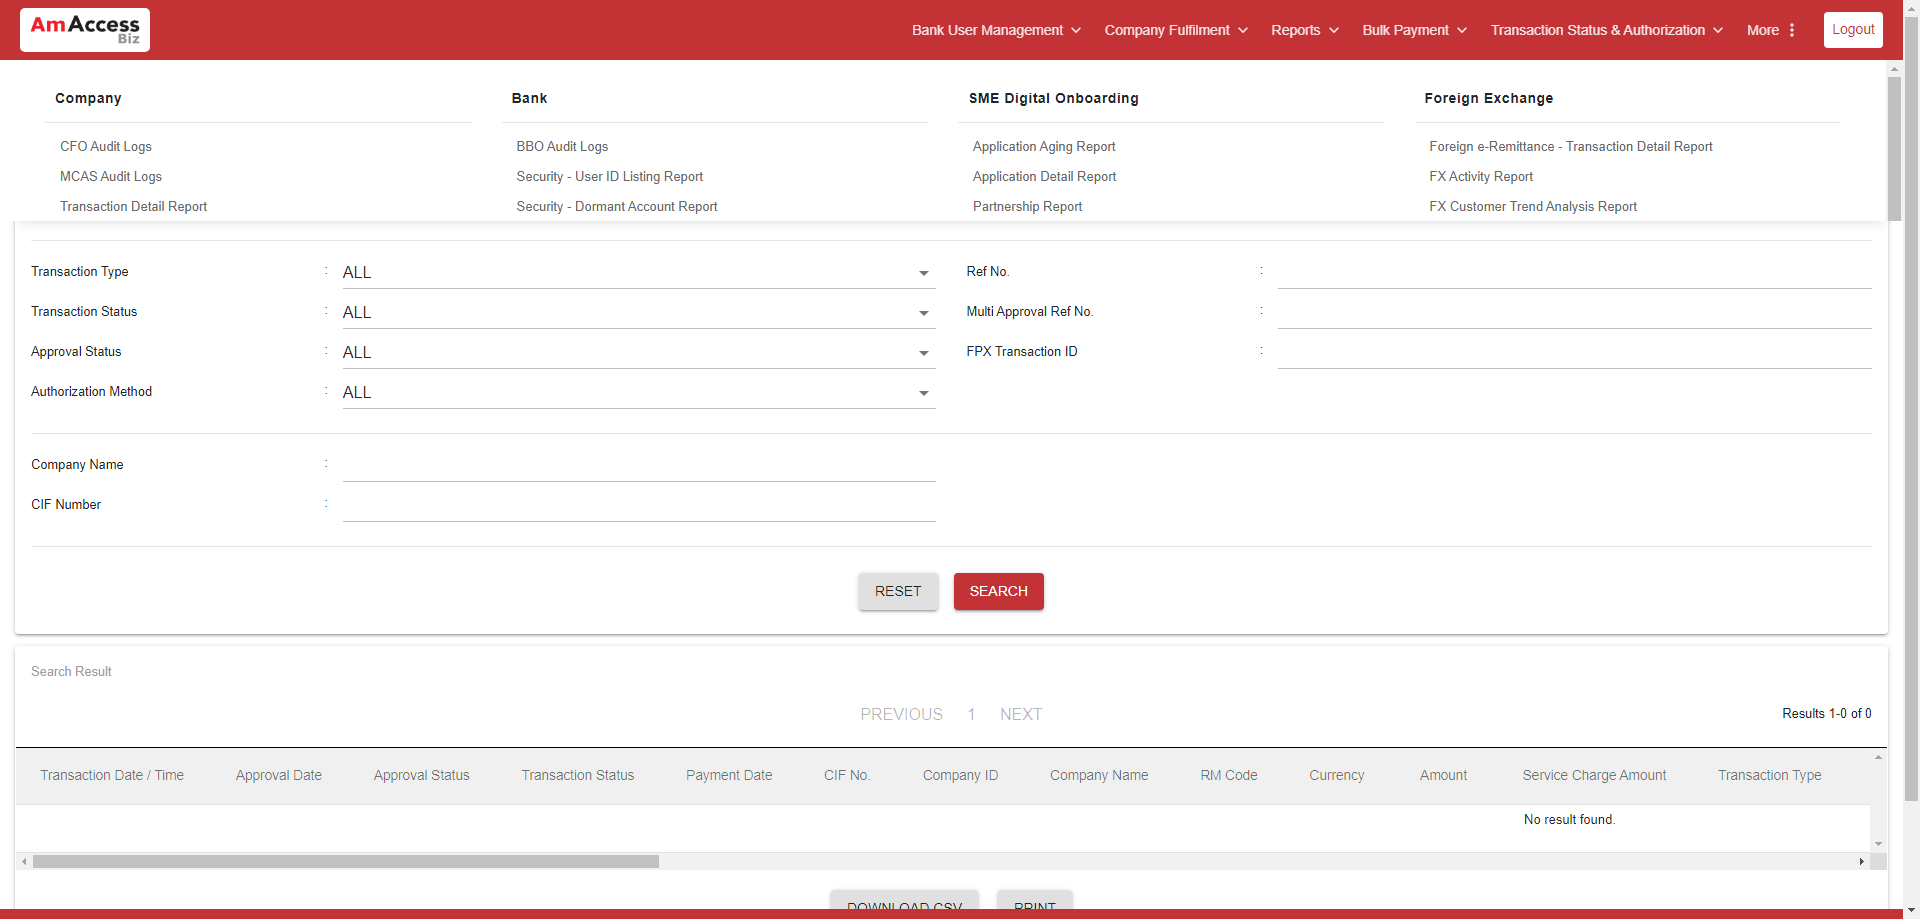 AmAccess
Biz
Bank User Management
Company Fulfilment
Reports
Bulk Payment
Transaction Status & Authorization
More
Logout
Company
Bank
SME Digital Onboarding
Foreign Exchange
CFO Audit Logs
BBO Audit Logs
Application Aging Report
Foreign e-Remittance - Transaction Detail Report
MCAS Audit Logs
Security - User ID Listing Report
Application Detail Report
FX Activity Report
Transaction Detail Report
Security - Dormant Account Report
Partnership Report
FX Customer Trend Analysis Report
Transaction Type : ALL
Ref No. :
Transaction Status : ALL
Multi Approval Ref No. :
Approval Status : ALL
FPX Transaction ID :
Authorization Method : ALL
Company Name :
CIF Number :
RESET
SEARCH
Search Result
PREVIOUS 1 NEXT
Results 1-0 of 0
Transaction Date / Time Approval Date Approval Status Transaction Status Payment Date CIF No. Company ID Company Name RM Code Currency Amount Service Charge Amount Transaction Type
No result found.
DOWNLOAD CSV
PRINT